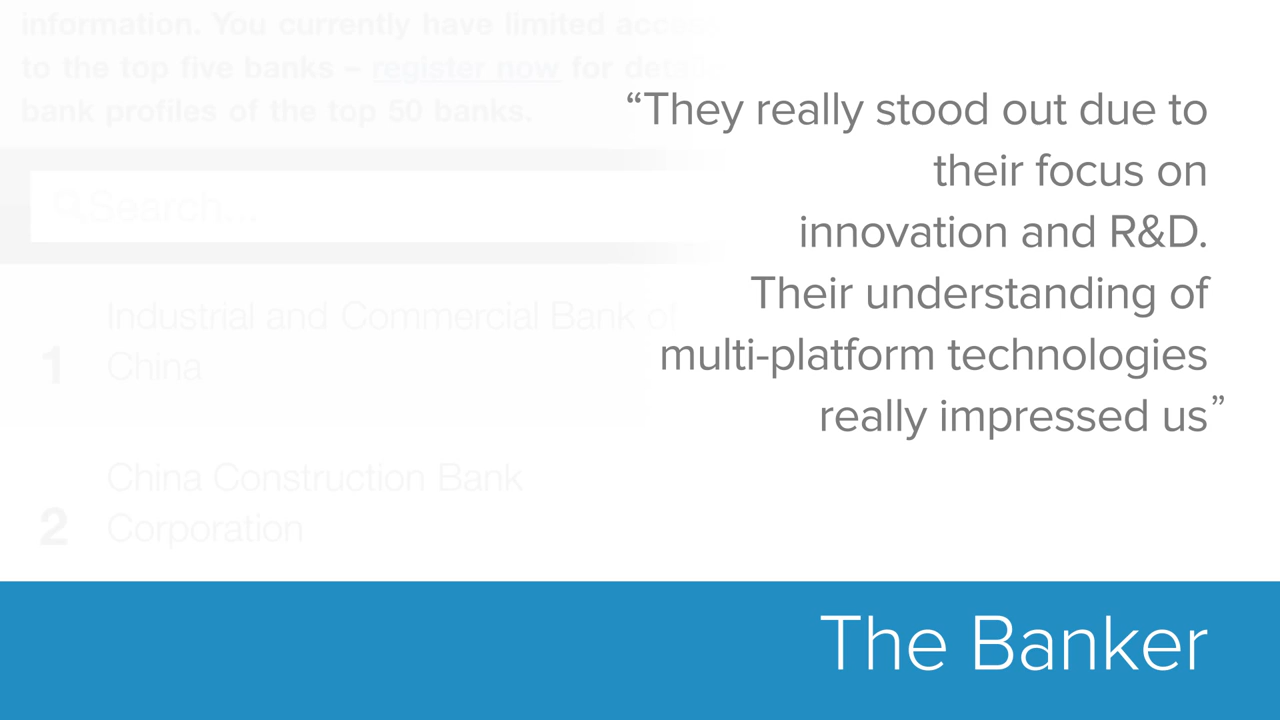 information. You currently have limited access
to the top five banks – register now for details
bank profiles of the top 50 banks.
Search...
1
Industrial and Commercial Bank of
China
2
China Construction Bank
Corporation
“They really stood out due to
their focus on
innovation and R&D.
Their understanding of
multi-platform technologies
really impressed us”
The Banker